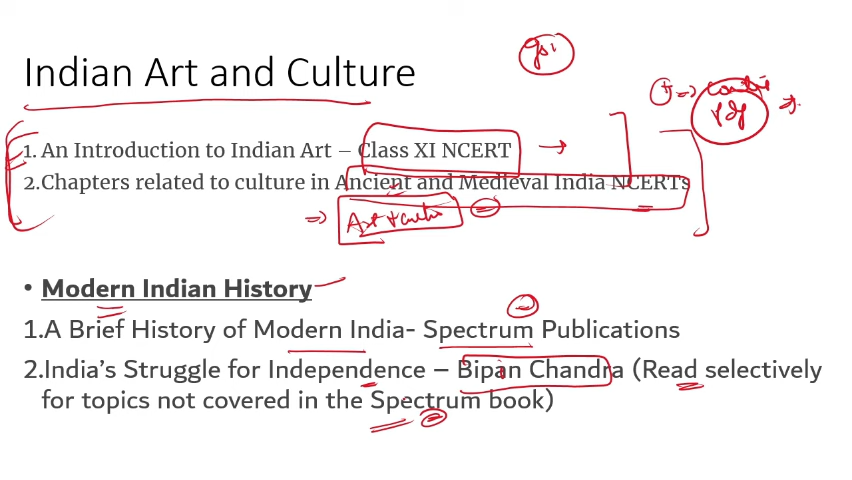 gsi
Indian Art and Culture
pdf
1. An Introduction to Indian Art – Class XI NCERT
2.Chapters related to culture in Ancient and Medieval India NCERTs
• Modern Indian History
1.A Brief History of Modern India- Spectrum Publications
2.India's Struggle for Independence – Bipan Chandra (Read selectively
for topics not covered in the Spectrum book)